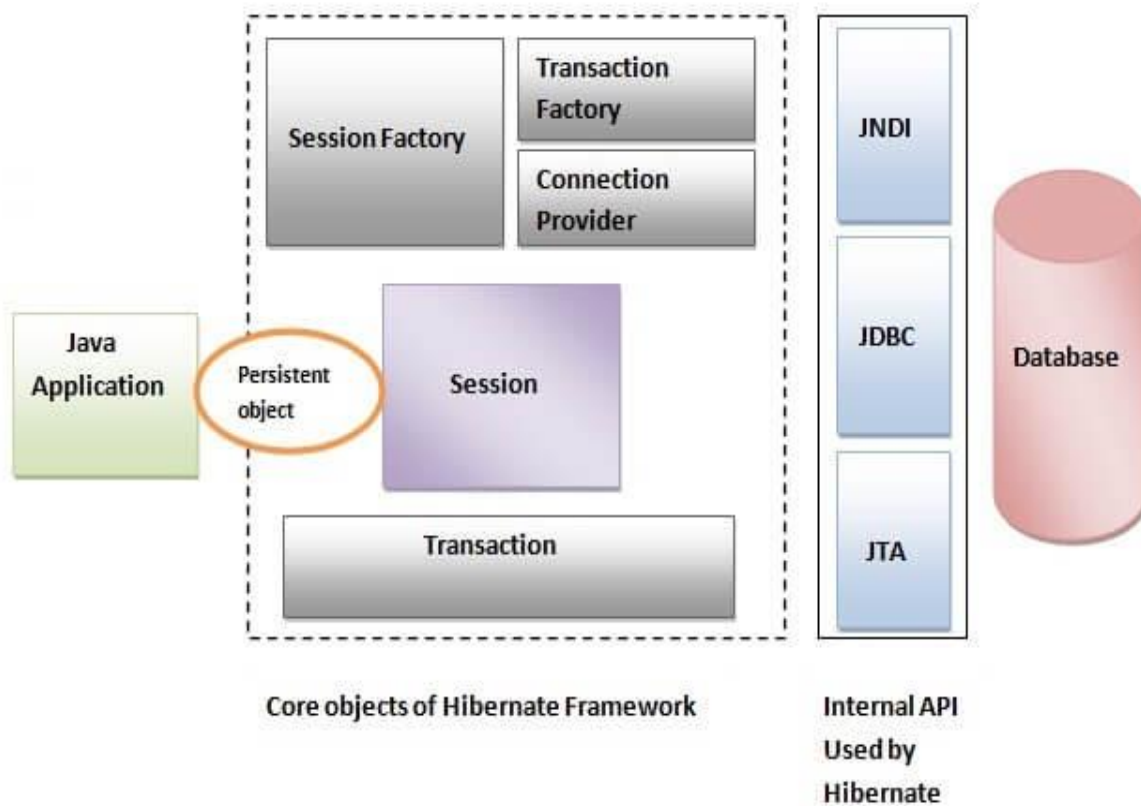 Session Factory
Transaction
Factory
Connection
Provider
JNDI
Java
Application
Persistent
object
Session
JDBC
Database
Transaction
JTA
Core objects of Hibernate Framework
Internal API
Used by
Hibernate